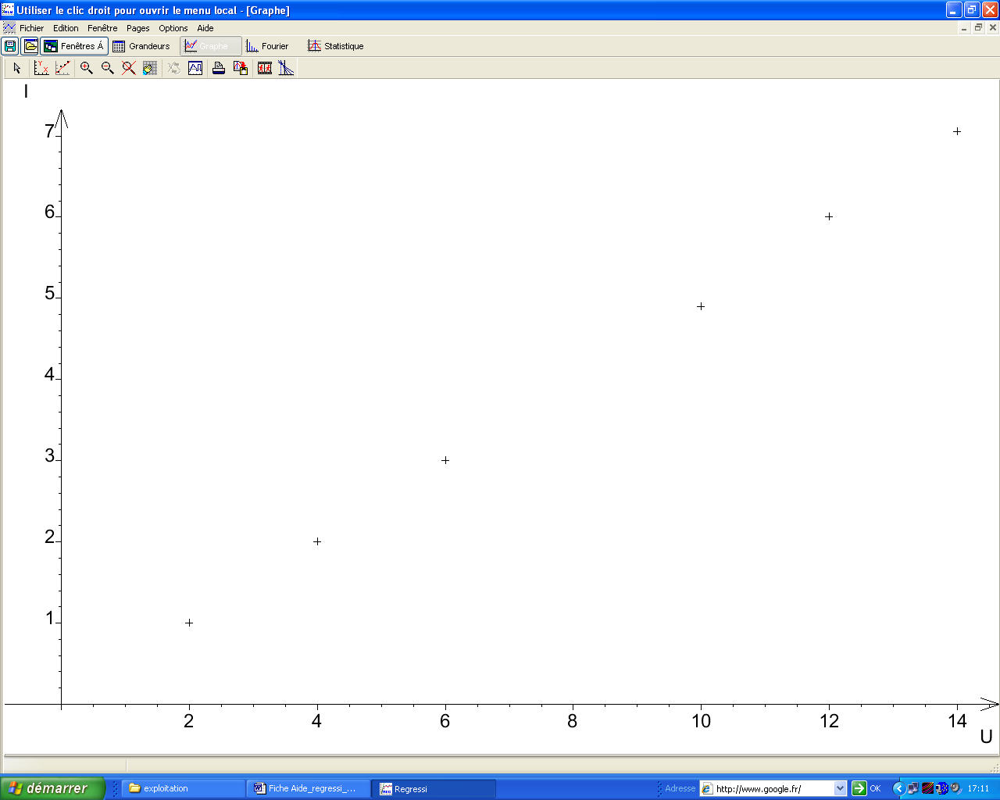 Utiliser le clic droit pour ouvrir le menu local - [Graphe]
Fichier Edition Fenêtre Pages Options Aide
Fenêtres Á Grandeurs Graphe Fourier Statistique
I
7
6
5
4
3
2
1
2 4 6 8 10 12 14
U
démarrer exploitation Fiche Aide_regressi_... Regressi Adresse http://www.google.fr/ OK 17:11